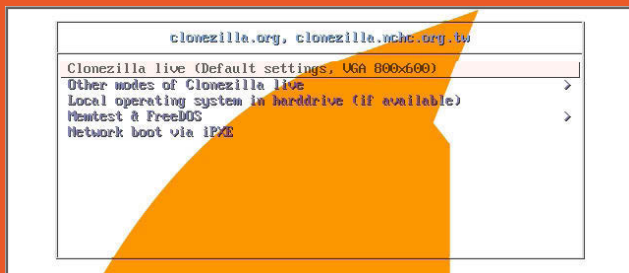 clonezilla.org, clonezilla.nchc.org.tw
Clonezilla live (Default settings, VGA 800x600)
Other modes of Clonezilla live >
Local operating system in harddrive (if available)
Memtest & FreeDOS >
Network boot via iPXE